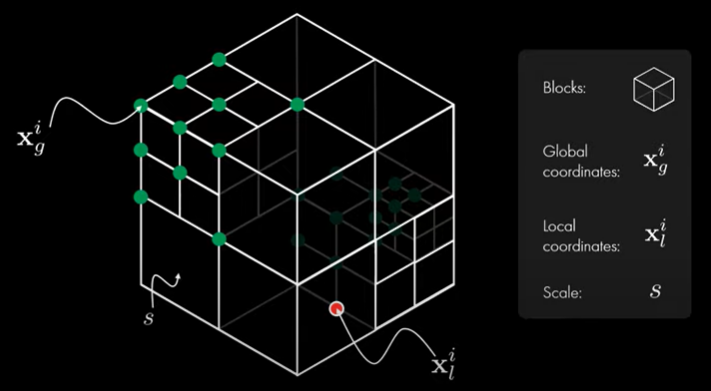 x_g^i
s
x_l^i
Blocks:
Global
coordinates: x_g^i
Local
coordinates: x_l^i
Scale: s